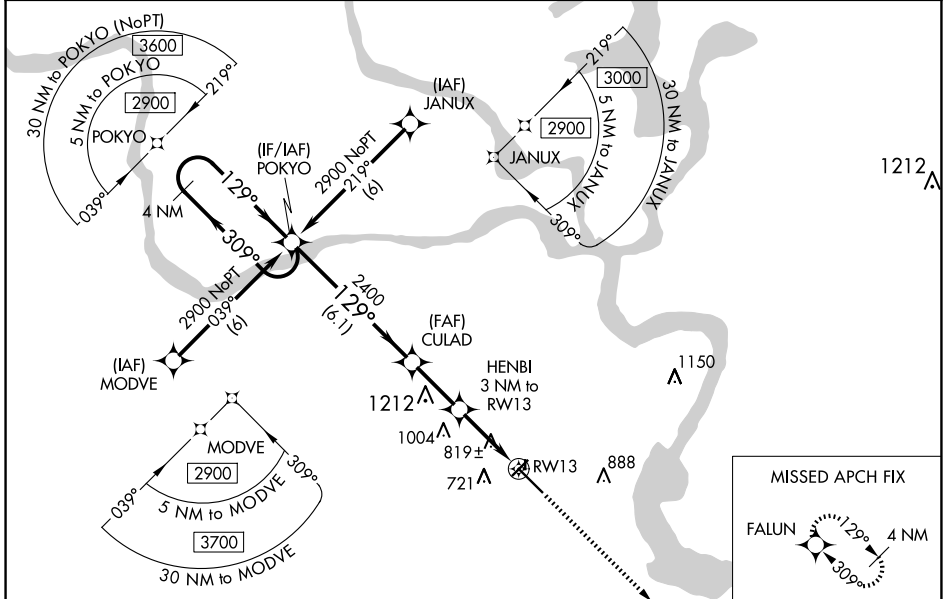 30 NM to POKYO (NoPT)
3600
5 NM to POKYO
2900
219°
POKYO
039°
(IF/IAF)
POKYO
129°
4 NM
309°
(IAF)
JANUX
2900 NoPT
219°
(6)
219°
3000
2900
5 NM to JANUX
30 NM to JANUX
JANUX
309°
1212
2900 NoPT
039°
(6)
(IAF)
MODVE
2400
129°
(6.1)
(FAF)
CULAD
HENBI
3 NM to
RW13
1212
1004
819±
721
RW13
888
1150
MODVE
2900
039°
309°
5 NM to MODVE
3700
30 NM to MODVE
MISSED APCH FIX
FALUN
129°
4 NM
309°